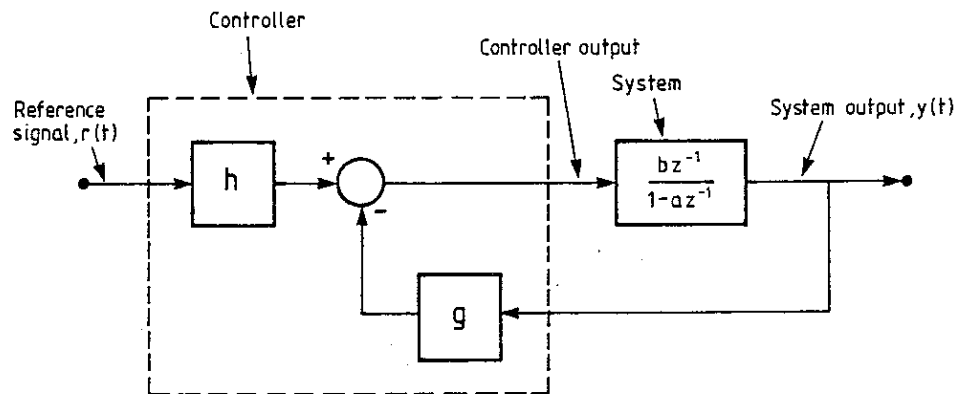 Controller
Controller output
System
Reference
signal, r(t)
System output, y(t)
h
+
-
bz⁻¹
1-az⁻¹
g